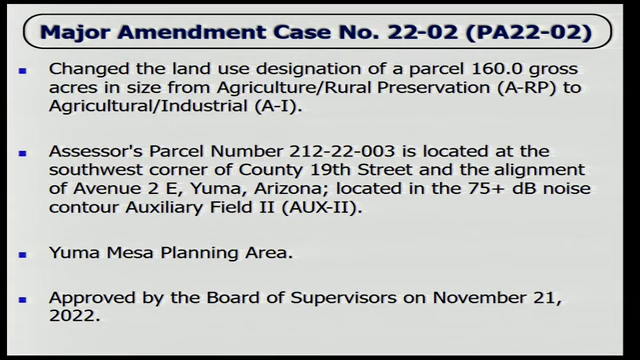 Major Amendment Case No. 22-02 (PA22-02)
Changed the land use designation of a parcel 160.0 gross
acres in size from Agriculture/Rural Preservation (A-RP) to
Agricultural/Industrial (A-I).
Assessor's Parcel Number 212-22-003 is located at the
southwest corner of County 19th Street and the alignment
of Avenue 2 E, Yuma, Arizona; located in the 75+ dB noise
contour Auxiliary Field II (AUX-II).
Yuma Mesa Planning Area.
Approved by the Board of Supervisors on November 21,
2022.